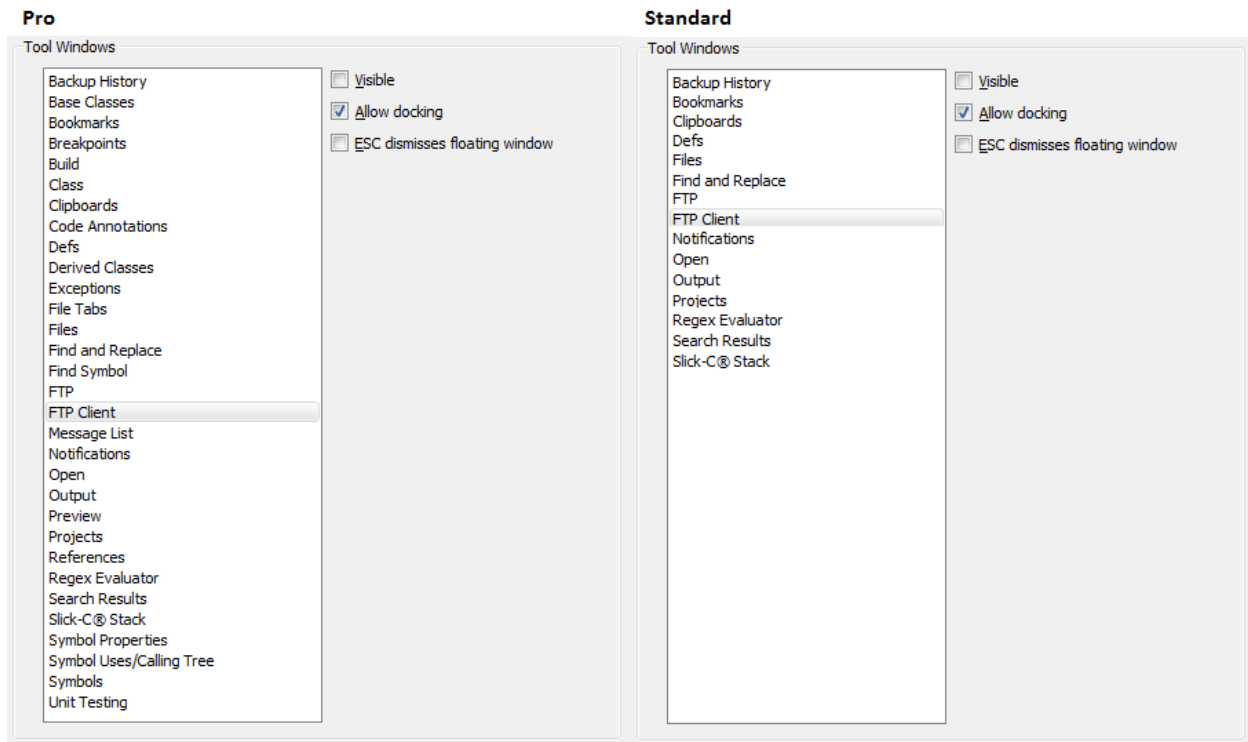 Pro
Tool Windows
Backup History
Base Classes
Bookmarks
Breakpoints
Build
Class
Clipboards
Code Annotations
Defs
Derived Classes
Exceptions
File Tabs
Files
Find and Replace
Find Symbol
FTP
FTP Client
Message List
Notifications
Open
Output
Preview
Projects
References
Regex Evaluator
Search Results
Slick-C® Stack
Symbol Properties
Symbol Uses/Calling Tree
Symbols
Unit Testing
Visible
Allow docking
ESC dismisses floating window
Standard
Tool Windows
Backup History
Bookmarks
Clipboards
Defs
Files
Find and Replace
FTP
FTP Client
Notifications
Open
Output
Projects
Regex Evaluator
Search Results
Slick-C® Stack
Visible
Allow docking
ESC dismisses floating window